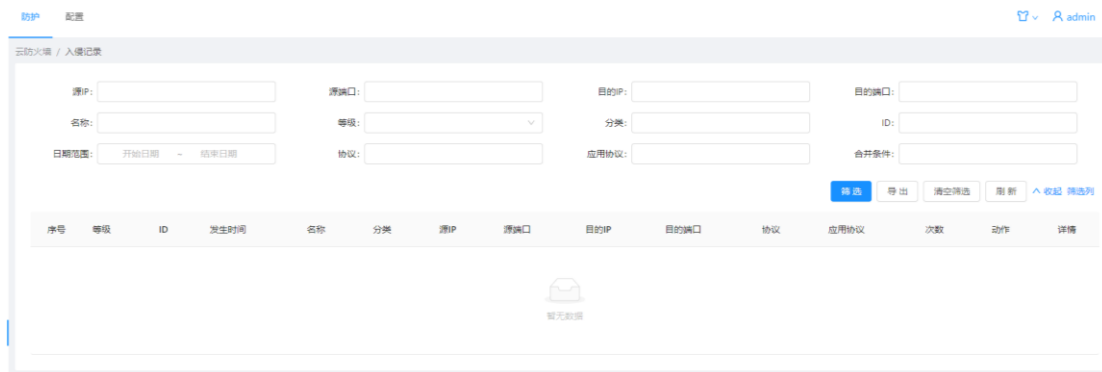 防护 配置 admin
云防火墙 / 入侵记录
源IP: 源端口: 目的IP: 目的端口:
名称: 等级: 分类: ID:
日期范围: 开始日期 ~ 结束日期 协议: 应用协议: 合并条件:
筛 选 导 出 清空筛选 刷 新 收起 筛选列
序号 等级 ID 发生时间 名称 分类 源IP 源端口 目的IP 目的端口 协议 应用协议 次数 动作 详情
暂无数据